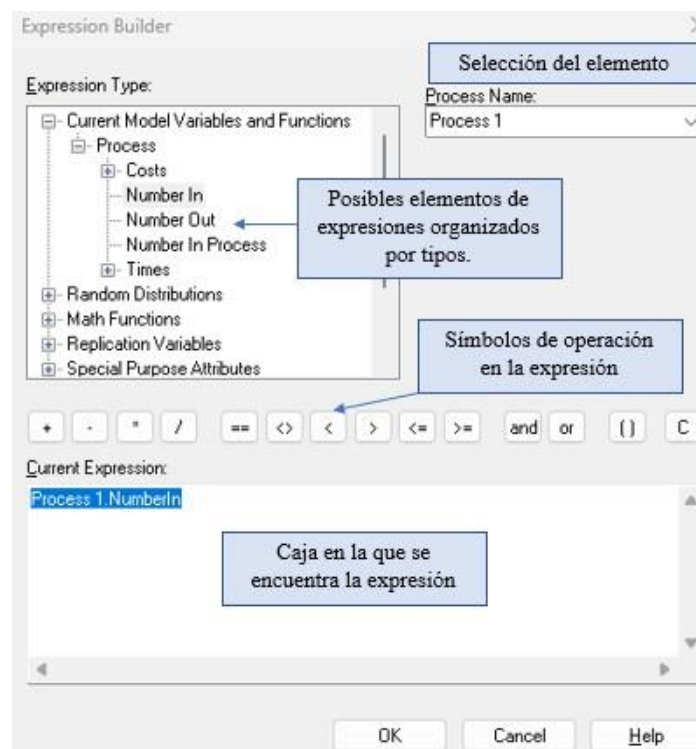 Expression Builder
Selección del elemento
Expression Type:
Process Name:
Process 1
Current Model Variables and Functions
Process
Costs
Number In
Number Out
Number In Process
Times
Random Distributions
Math Functions
Replication Variables
Special Purpose Attributes
Posibles elementos de
expresiones organizados
por tipos.
Símbolos de operación
en la expresión
+ - * / == <> < > <= >= and or () C
Current Expression:
Process 1.NumberIn
Caja en la que se
encuentra la expresión
OK Cancel Help